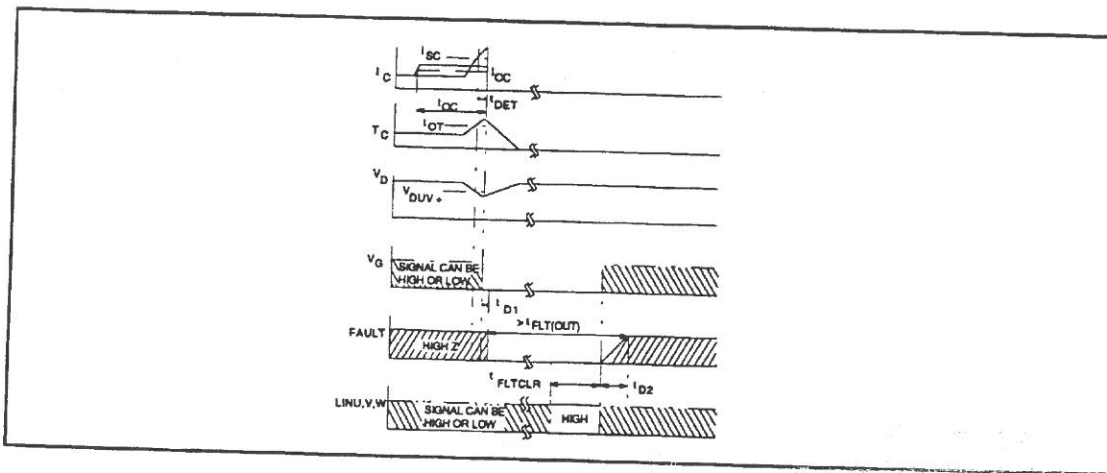 I SC
I C
I OC
t DET
t OC
t OT
T C
V D
V DUV +
V G
SIGNAL CAN BE
HIGH OR LOW
t D1
> t FLT(OUT)
FAULT
HIGH Z
t FLTCLR
t D2
LINU,V,W
SIGNAL CAN BE
HIGH OR LOW
HIGH